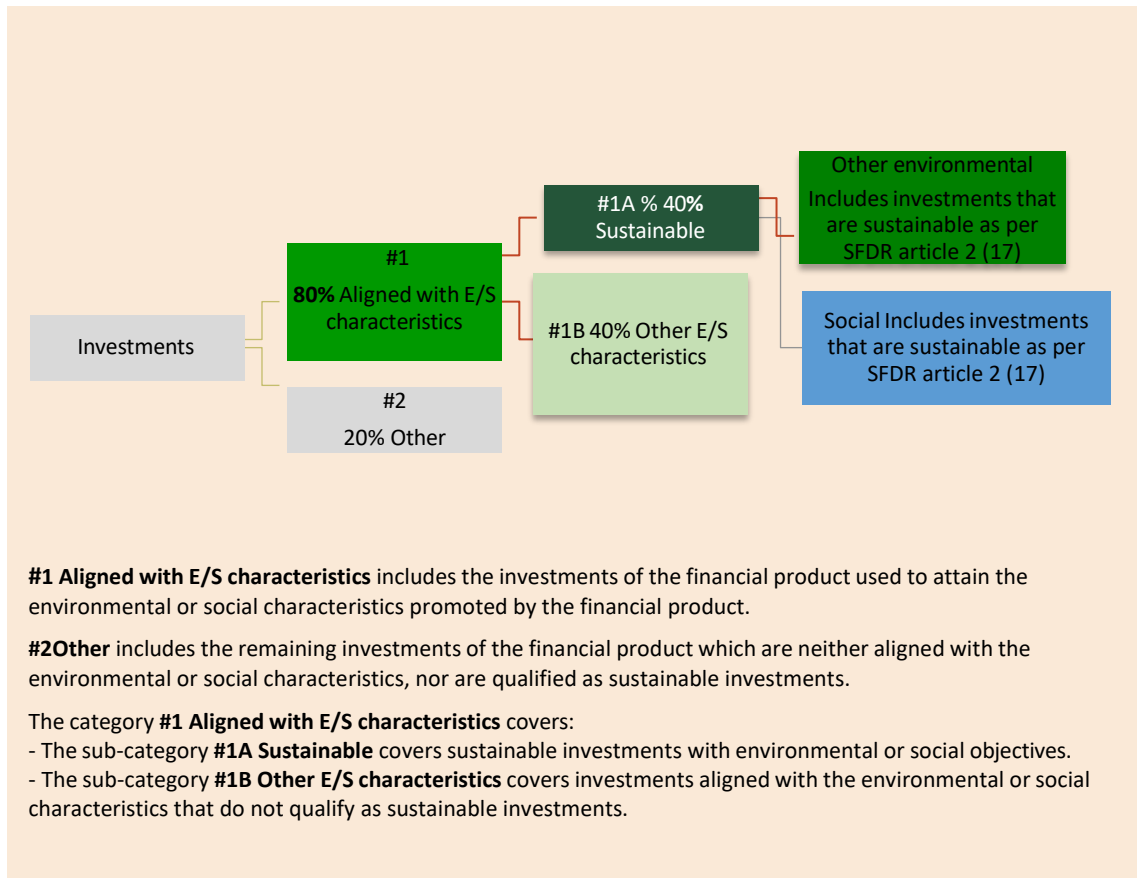 Investments
#1
80% Aligned with E/S
characteristics
#2
20% Other
#1A % 40%
Sustainable
#1B 40% Other E/S
characteristics
Other environmental
Includes investments that
are sustainable as per
SFDR article 2 (17)
Social Includes investments
that are sustainable as per
SFDR article 2 (17)
#1 Aligned with E/S characteristics includes the investments of the financial product used to attain the
environmental or social characteristics promoted by the financial product.
#2Other includes the remaining investments of the financial product which are neither aligned with the
environmental or social characteristics, nor are qualified as sustainable investments.
The category #1 Aligned with E/S characteristics covers:
- The sub-category #1A Sustainable covers sustainable investments with environmental or social objectives.
- The sub-category #1B Other E/S characteristics covers investments aligned with the environmental or social
characteristics that do not qualify as sustainable investments.